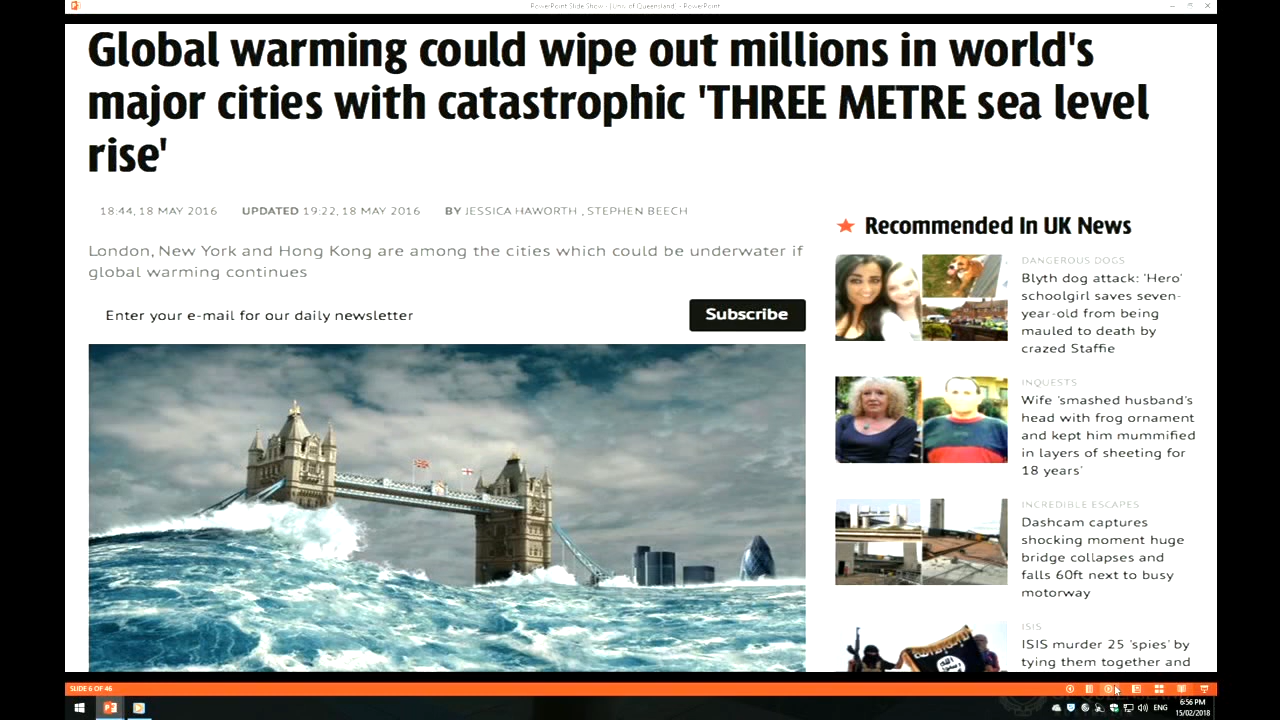 PowerPoint Slide Show - [Univ of Queensland] - PowerPoint
Global warming could wipe out millions in world's
major cities with catastrophic 'THREE METRE sea level
rise'
18:44, 18 MAY 2016 UPDATED 19:22, 18 MAY 2016 BY JESSICA HAWORTH , STEPHEN BEECH
London, New York and Hong Kong are among the cities which could be underwater if
global warming continues
Enter your e-mail for our daily newsletter
Subscribe
Recommended In UK News
DANGEROUS DOGS
Blyth dog attack: 'Hero'
schoolgirl saves seven-
year-old from being
mauled to death by
crazed Staffie
INQUESTS
Wife 'smashed husband's
head with frog ornament
and kept him mummified
in layers of sheeting for
18 years'
INCREDIBLE ESCAPES
Dashcam captures
shocking moment huge
bridge collapses and
falls 60ft next to busy
motorway
ISIS
ISIS murder 25 'spies' by
tying them together and
SLIDE 6 OF 46
ENG
6:56 PM
15/02/2018